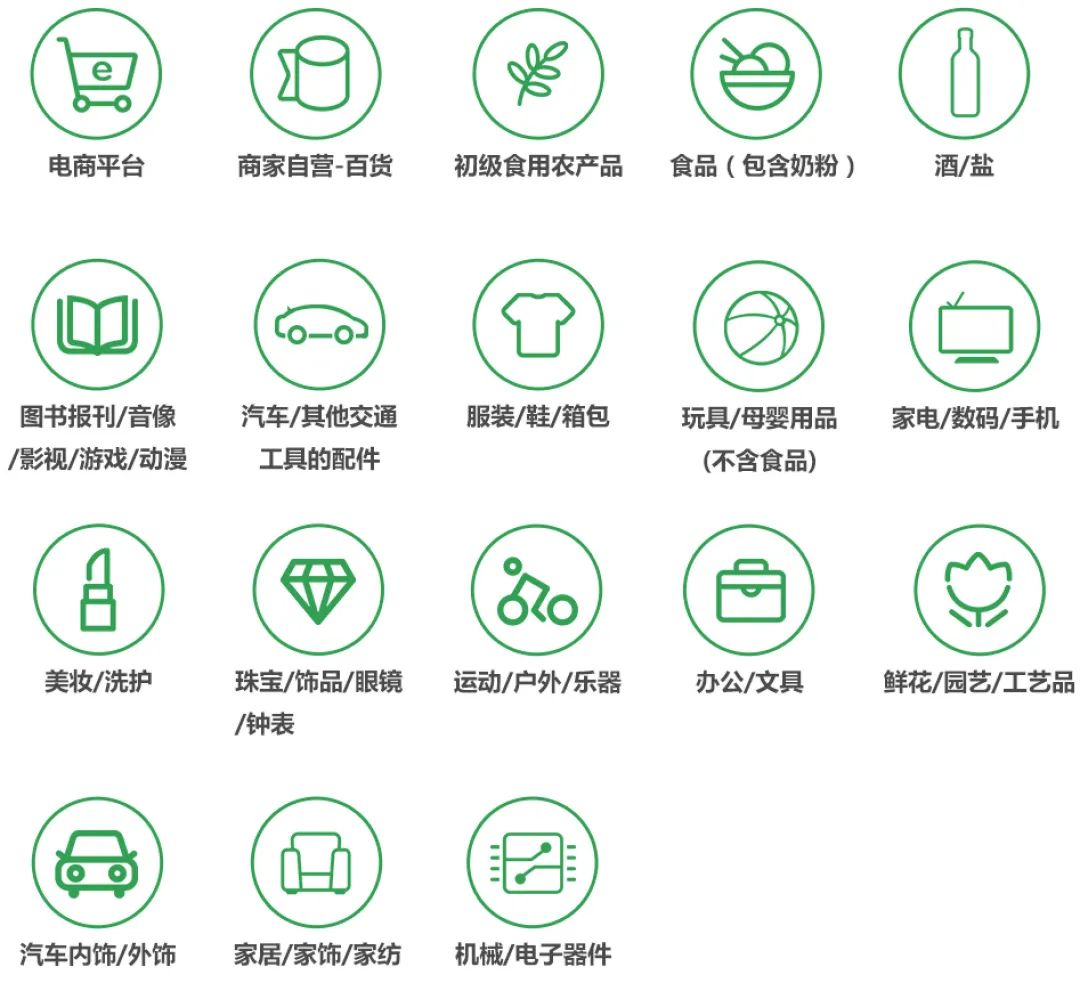 e
电商平台
商家自营-百货
初级食用农产品
食品（包含奶粉）
酒/盐
图书报刊/音像
/影视/游戏/动漫
汽车/其他交通
工具的配件
服装/鞋/箱包
玩具/母婴用品
(不含食品)
家电/数码/手机
美妆/洗护
珠宝/饰品/眼镜
/钟表
运动/户外/乐器
办公/文具
鲜花/园艺/工艺品
汽车内饰/外饰
家居/家饰/家纺
机械/电子器件